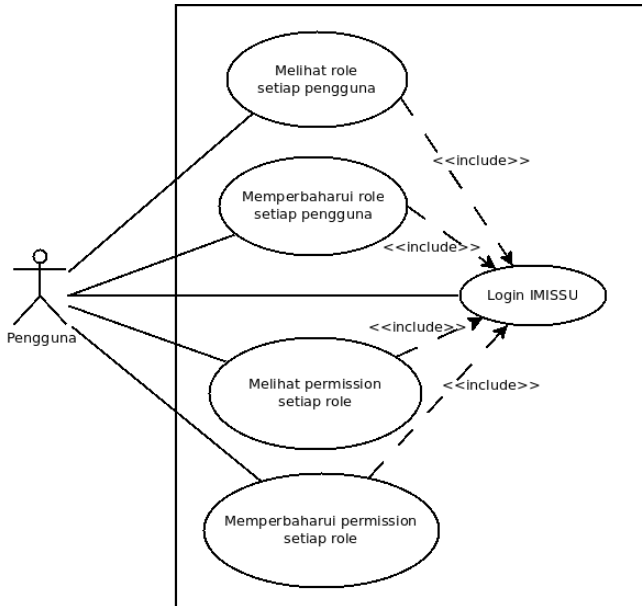 Melihat role
setiap pengguna
<<include>>
Memperbaharui role
setiap pengguna
<<include>>
Login IMISSU
Pengguna
<<include>>
Melihat permission
setiap role
<<include>>
Memperbaharui permission
setiap role